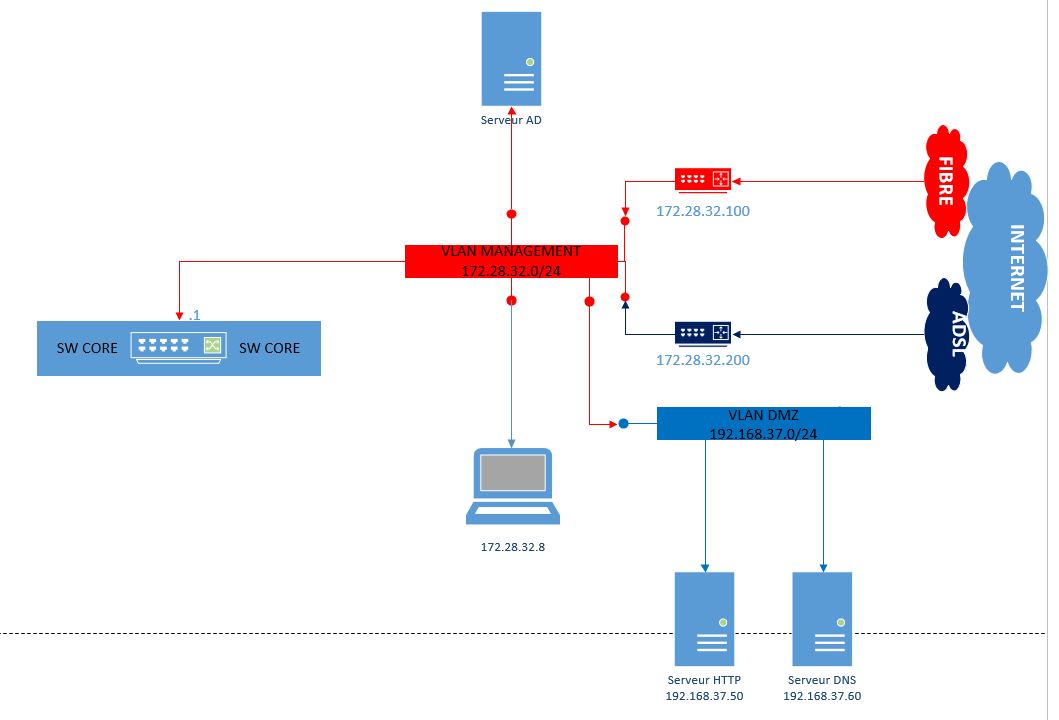 Serveur AD
FIBRE
172.28.32.100
INTERNET
VLAN MANAGEMENT
172.28.32.0/24
.1
SW CORE
SW CORE
ADSL
172.28.32.200
VLAN DMZ
192.168.37.0/24
172.28.32.8
Serveur HTTP
192.168.37.50
Serveur DNS
192.168.37.60